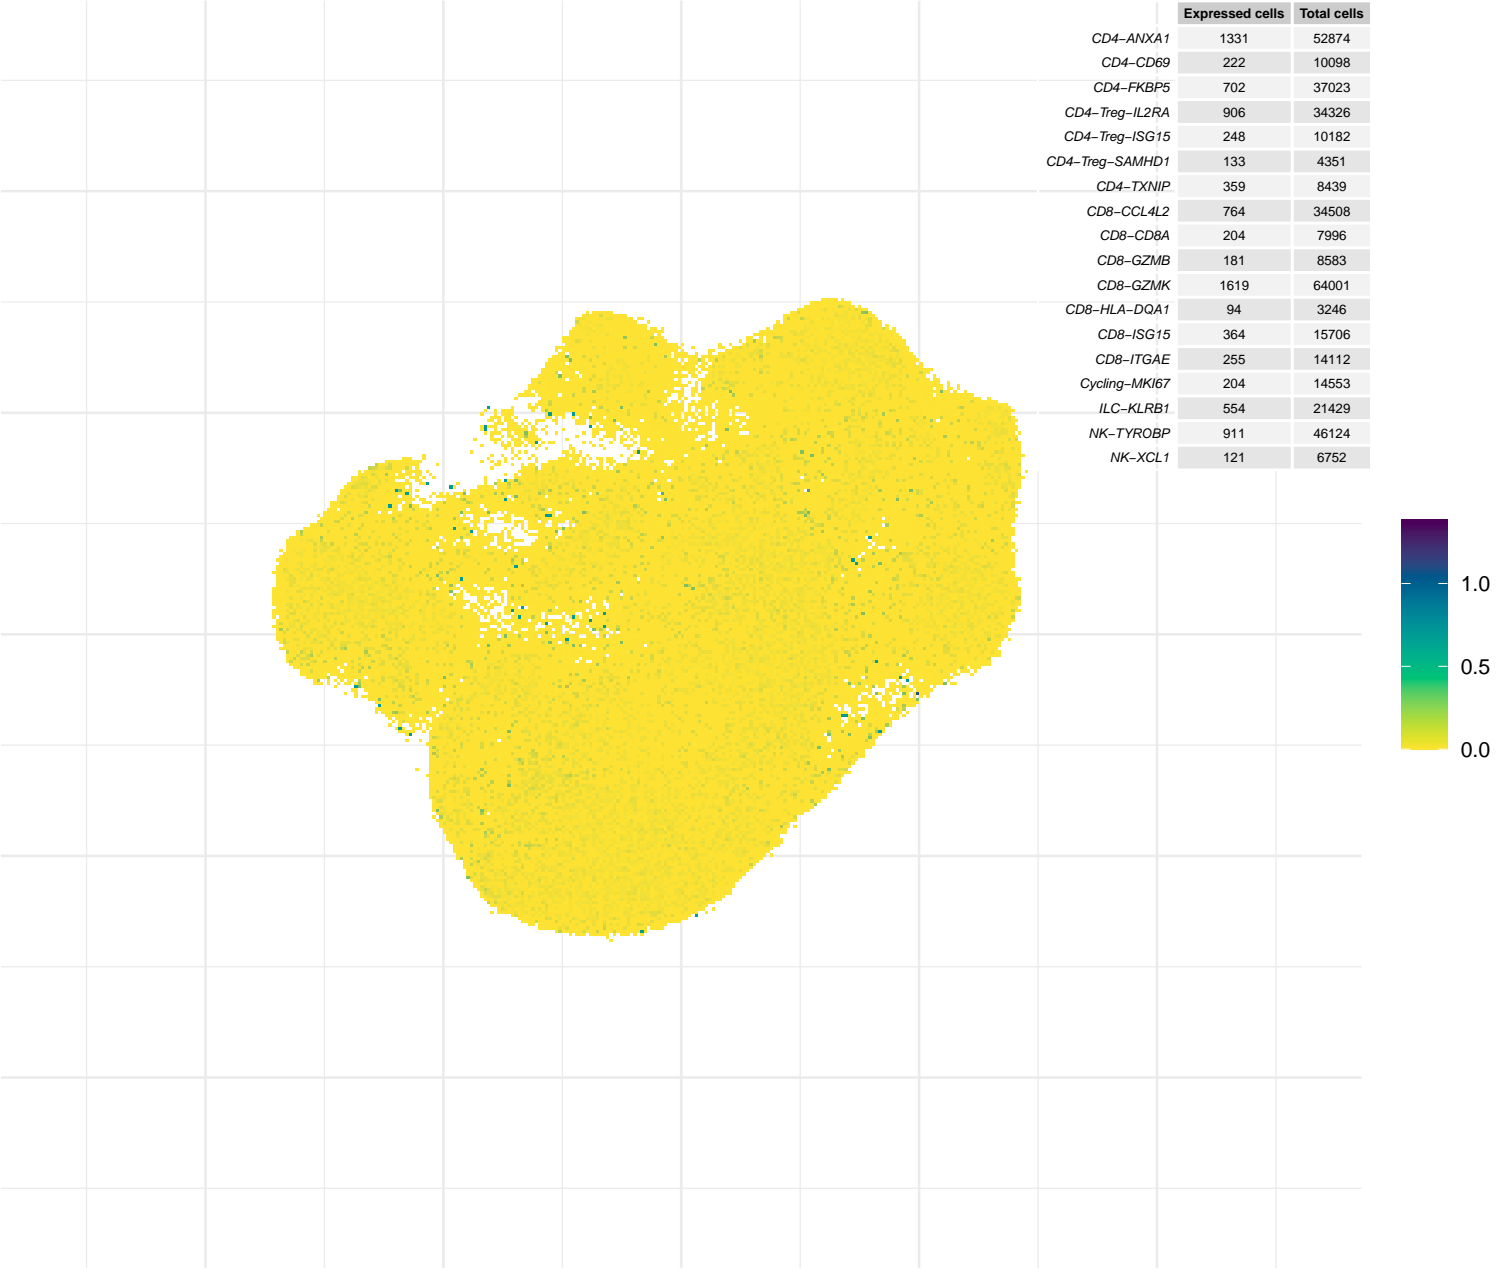 Expressed cells Total cells
CD4−ANXA1 1331 52874
CD4−CD69 222 10098
CD4−FKBP5 702 37023
CD4−Treg−IL2RA 906 34326
CD4−Treg−ISG15 248 10182
CD4−Treg−SAMHD1 133 4351
CD4−TXNIP 359 8439
CD8−CCL4L2 764 34508
CD8−CD8A 204 7996
CD8−GZMB 181 8583
CD8−GZMK 1619 64001
CD8−HLA−DQA1 94 3246
CD8−ISG15 364 15706
CD8−ITGAE 255 14112
Cycling−MKI67 204 14553
ILC−KLRB1 554 21429
NK−TYROBP 911 46124
NK−XCL1 121 6752
1.0
0.5
0.0